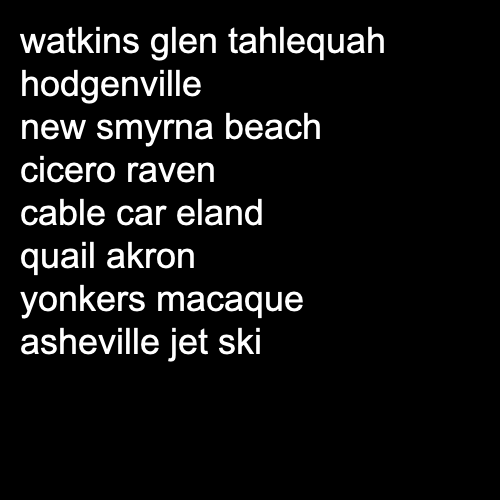 watkins glen tahlequah
hodgenville
new smyrna beach
cicero raven
cable car eland
quail akron
yonkers macaque
asheville jet ski